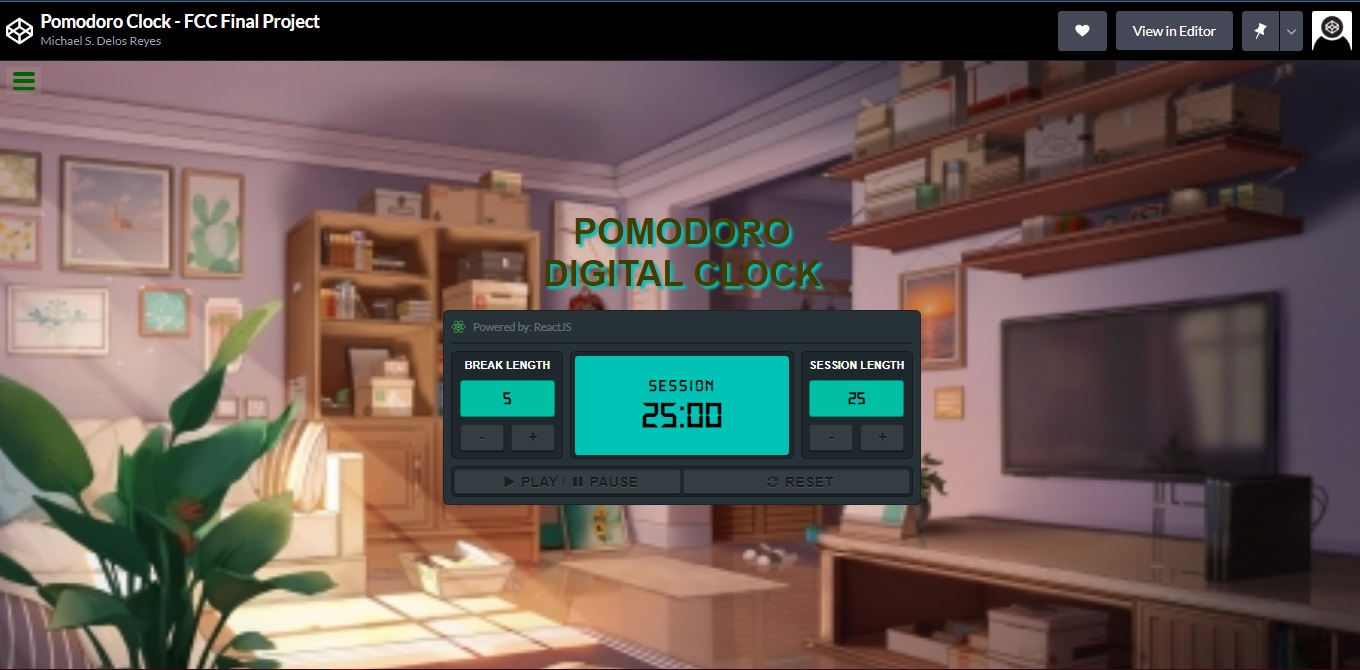 Pomodoro Clock - FCC Final Project
Michael S. Delos Reyes
View in Editor
POMODORO
DIGITAL CLOCK
Powered by: ReactJS
BREAK LENGTH
5
- +
SESSION
25:00
SESSION LENGTH
25
- +
PLAY / PAUSE
RESET